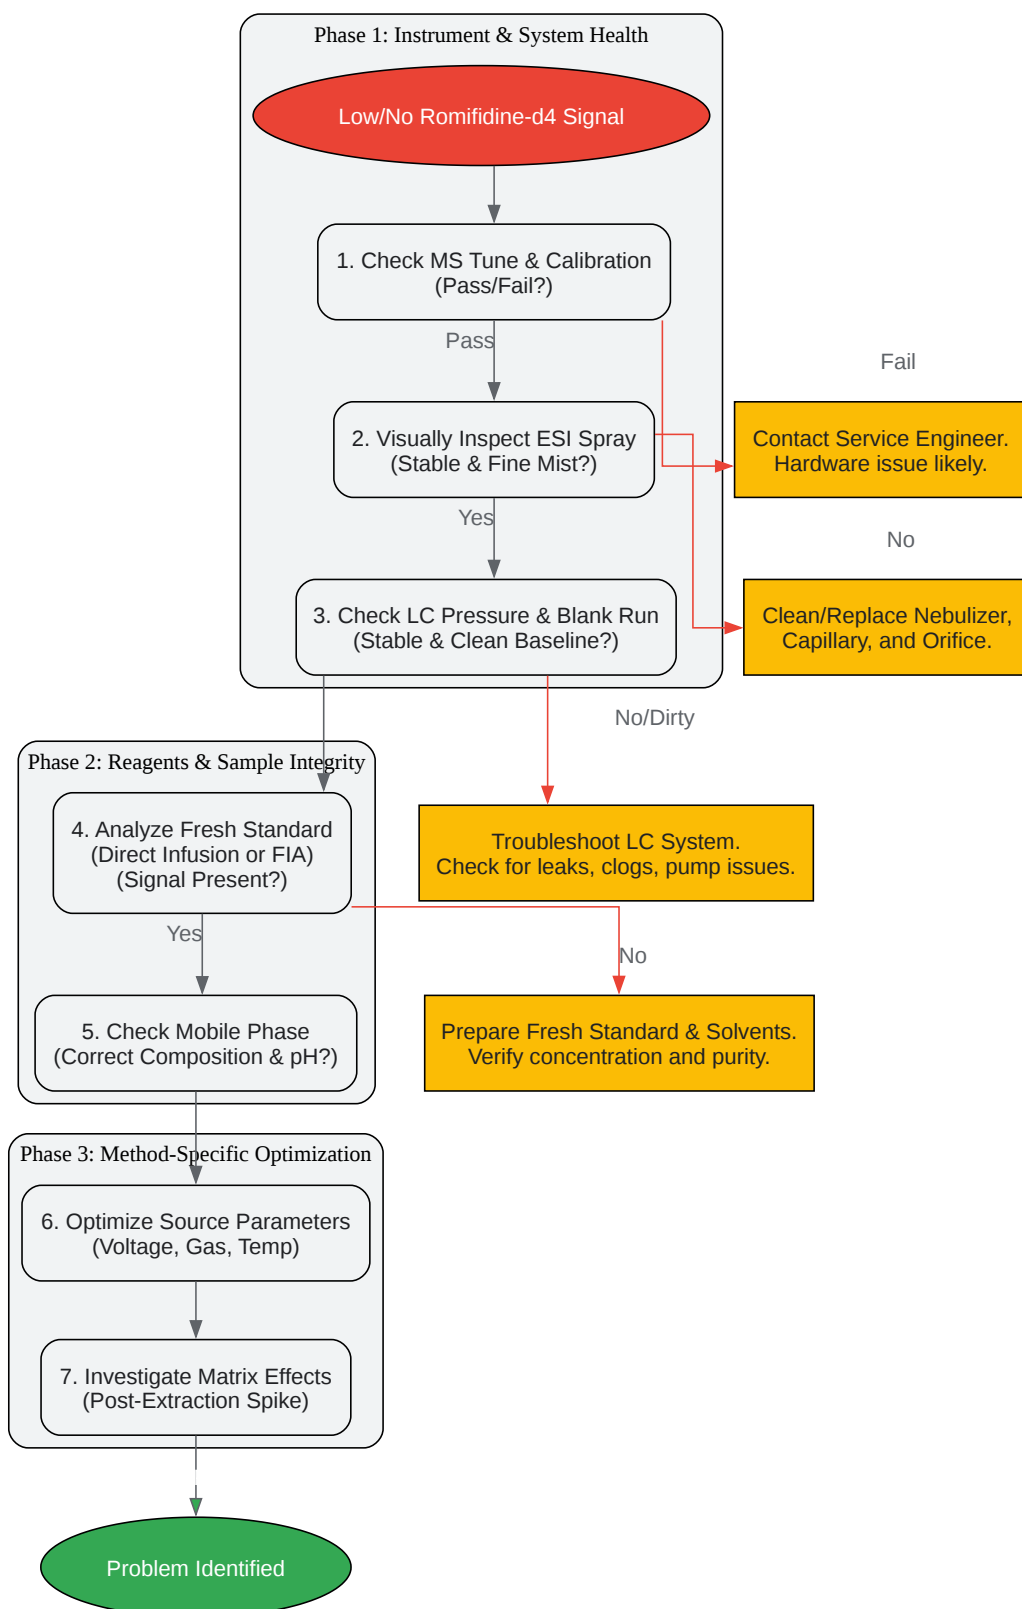 Phase 1: Instrument & System Health
Low/No Romifidine-d4 Signal
1. Check MS Tune & Calibration
(Pass/Fail?)
Pass
Fail
2. Visually Inspect ESI Spray
(Stable & Fine Mist?)
Contact Service Engineer.
Hardware issue likely.
Yes
No
3. Check LC Pressure & Blank Run
(Stable & Clean Baseline?)
Clean/Replace Nebulizer,
Capillary, and Orifice.
No/Dirty
Phase 2: Reagents & Sample Integrity
4. Analyze Fresh Standard
(Direct Infusion or FIA)
(Signal Present?)
Troubleshoot LC System.
Check for leaks, clogs, pump issues.
Yes
No
5. Check Mobile Phase
(Correct Composition & pH?)
Prepare Fresh Standard & Solvents.
Verify concentration and purity.
Phase 3: Method-Specific Optimization
6. Optimize Source Parameters
(Voltage, Gas, Temp)
7. Investigate Matrix Effects
(Post-Extraction Spike)
Problem Identified